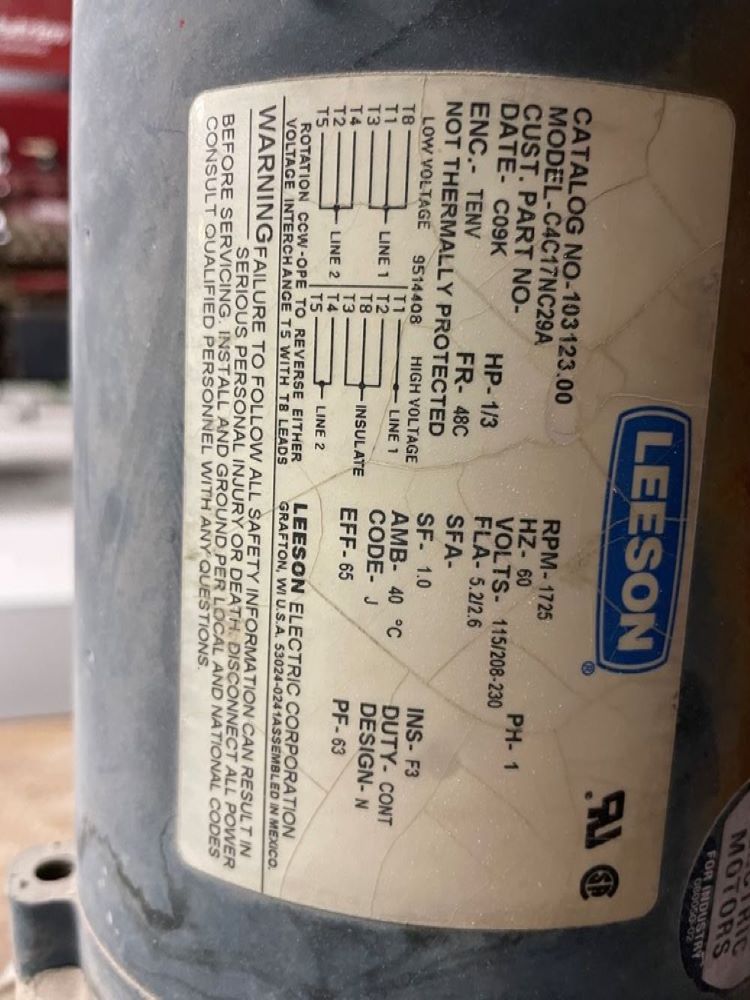 LEESON®
CATALOG NO-103123.00
MODEL-C4C17NC29A
CUST. PART NO-
DATE- C09K
HP- 1/3
ENC.- TENV
FR- 48C
NOT THERMALLY PROTECTED
RPM- 1725
HZ- 60
PH- 1
VOLTS- 115/208-230
FLA- 5.2/2.6
SFA-
SF- 1.0
INS- F3
AMB- 40 °C
DUTY- CONT
CODE- J
DESIGN- N
EFF- 65
PF- 63
LOW VOLTAGE 9514408 HIGH VOLTAGE
T8
T1
T3
LINE 1
T4
T2
T5
LINE 2
T1
T2
LINE 1
T8
T3
T4
INSULATE
T5
LINE 2
ROTATION CCW-OPE TO REVERSE EITHER
VOLTAGE INTERCHANGE T5 WITH T8 LEADS
LEESON ELECTRIC CORPORATION
GRAFTON, WI U.S.A. 53024-0241 ASSEMBLED IN MEXICO.
WARNING FAILURE TO FOLLOW ALL SAFETY INFORMATION CAN RESULT IN
SERIOUS PERSONAL INJURY OR DEATH. DISCONNECT ALL POWER
BEFORE SERVICING. INSTALL AND GROUND PER LOCAL AND NATIONAL CODES
CONSULT QUALIFIED PERSONNEL WITH ANY QUESTIONS.
MOTORS
FOR INDUSTRY